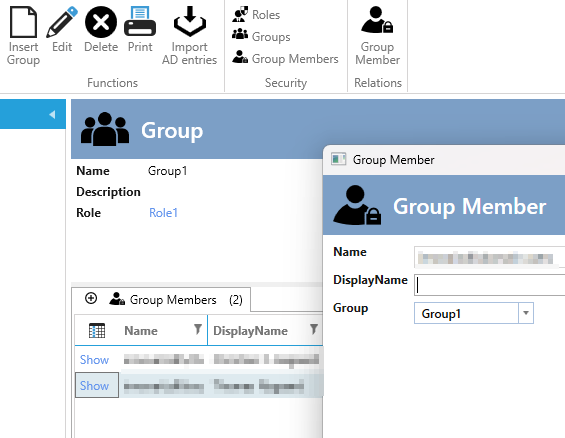 Insert
Group
Edit
Delete
Print
Import
AD entries
Functions
Roles
Groups
Group Members
Security
Group
Member
Relations
Group
Name Group1
Description
Role Role1
Group Members (2)
Name DisplayName
Show
Show
Group Member
Group Member
Name
DisplayName
Group Group1